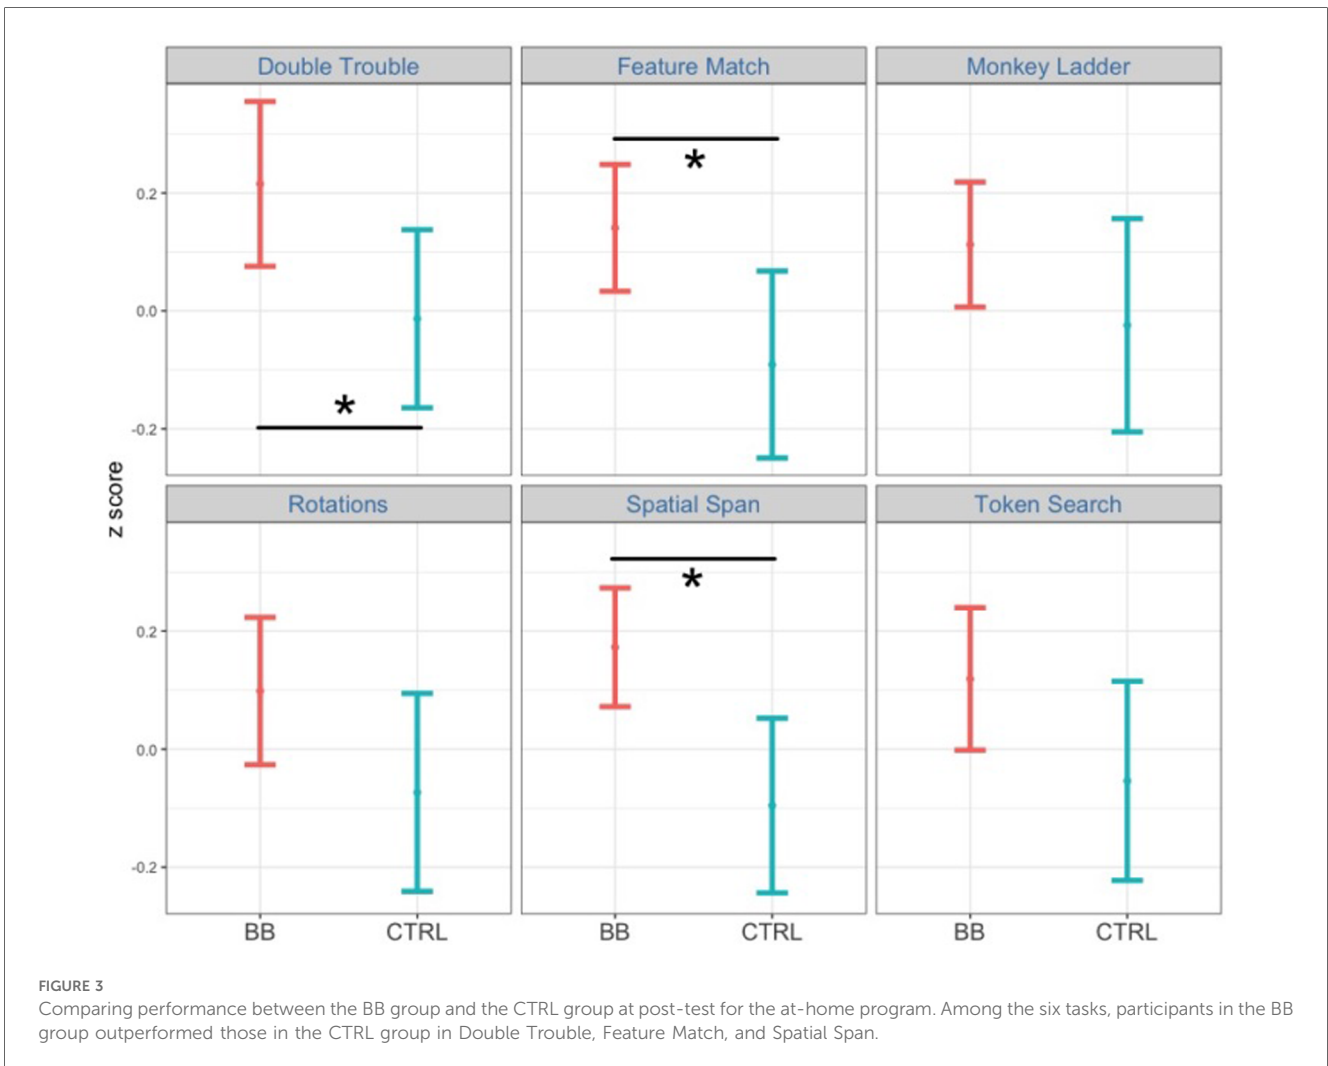 Double Trouble
Feature Match
Monkey Ladder
0.2
0.0
-0.2
*
*
z score
Rotations
Spatial Span
Token Search
0.2
0.0
-0.2
*
BB
CTRL
BB
CTRL
BB
CTRL
FIGURE 3
Comparing performance between the BB group and the CTRL group at post-test for the at-home program. Among the six tasks, participants in the BB
group outperformed those in the CTRL group in Double Trouble, Feature Match, and Spatial Span.